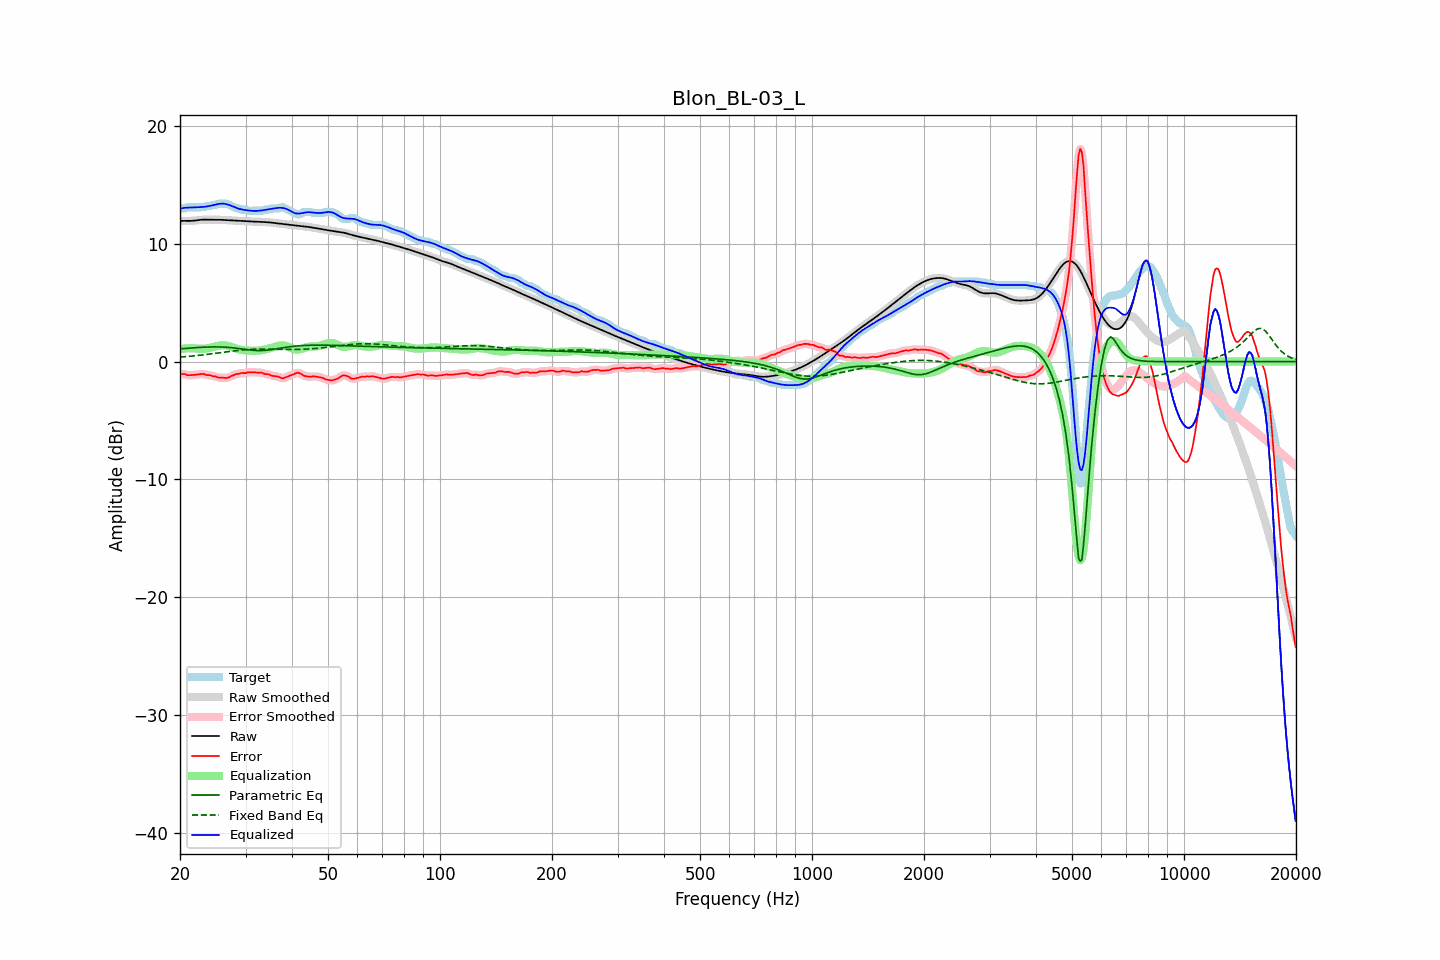 Blon_BL-03_L
20
10
0
−10
−20
−30
−40
Amplitude (dBr)
Target
Raw Smoothed
Error Smoothed
Raw
Error
Equalization
Parametric Eq
Fixed Band Eq
Equalized
20 50 100 200 500 1000 2000 5000 10000 20000
Frequency (Hz)